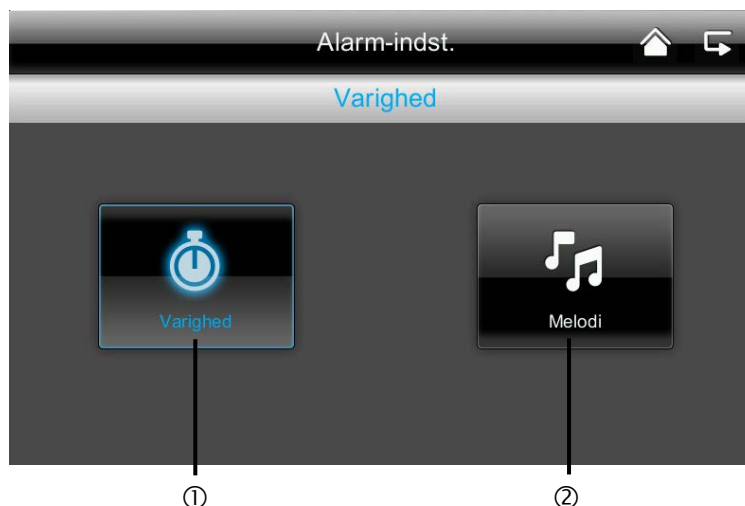 Alarm-indst.
Varighed
Varighed
Melodi
① ②